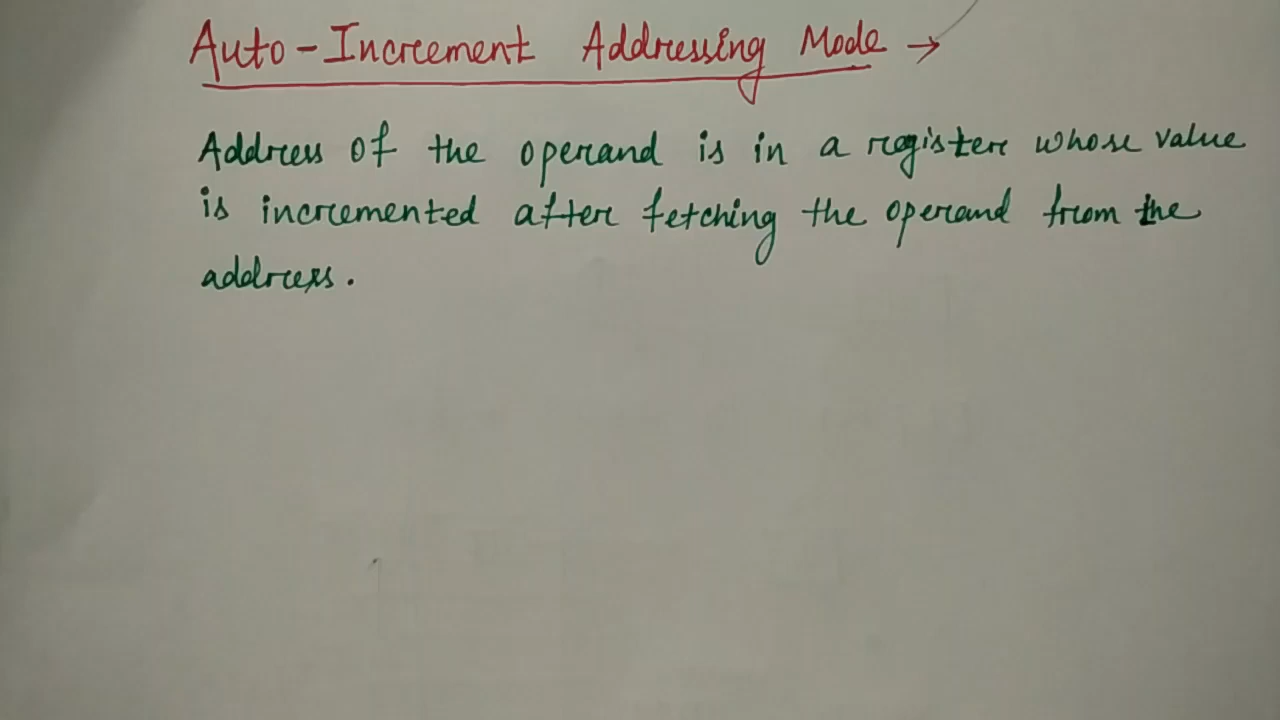 Auto-Increment Addressing Mode →
Address of the operand is in a register whose value
is incremented after fetching the operand from the
address.